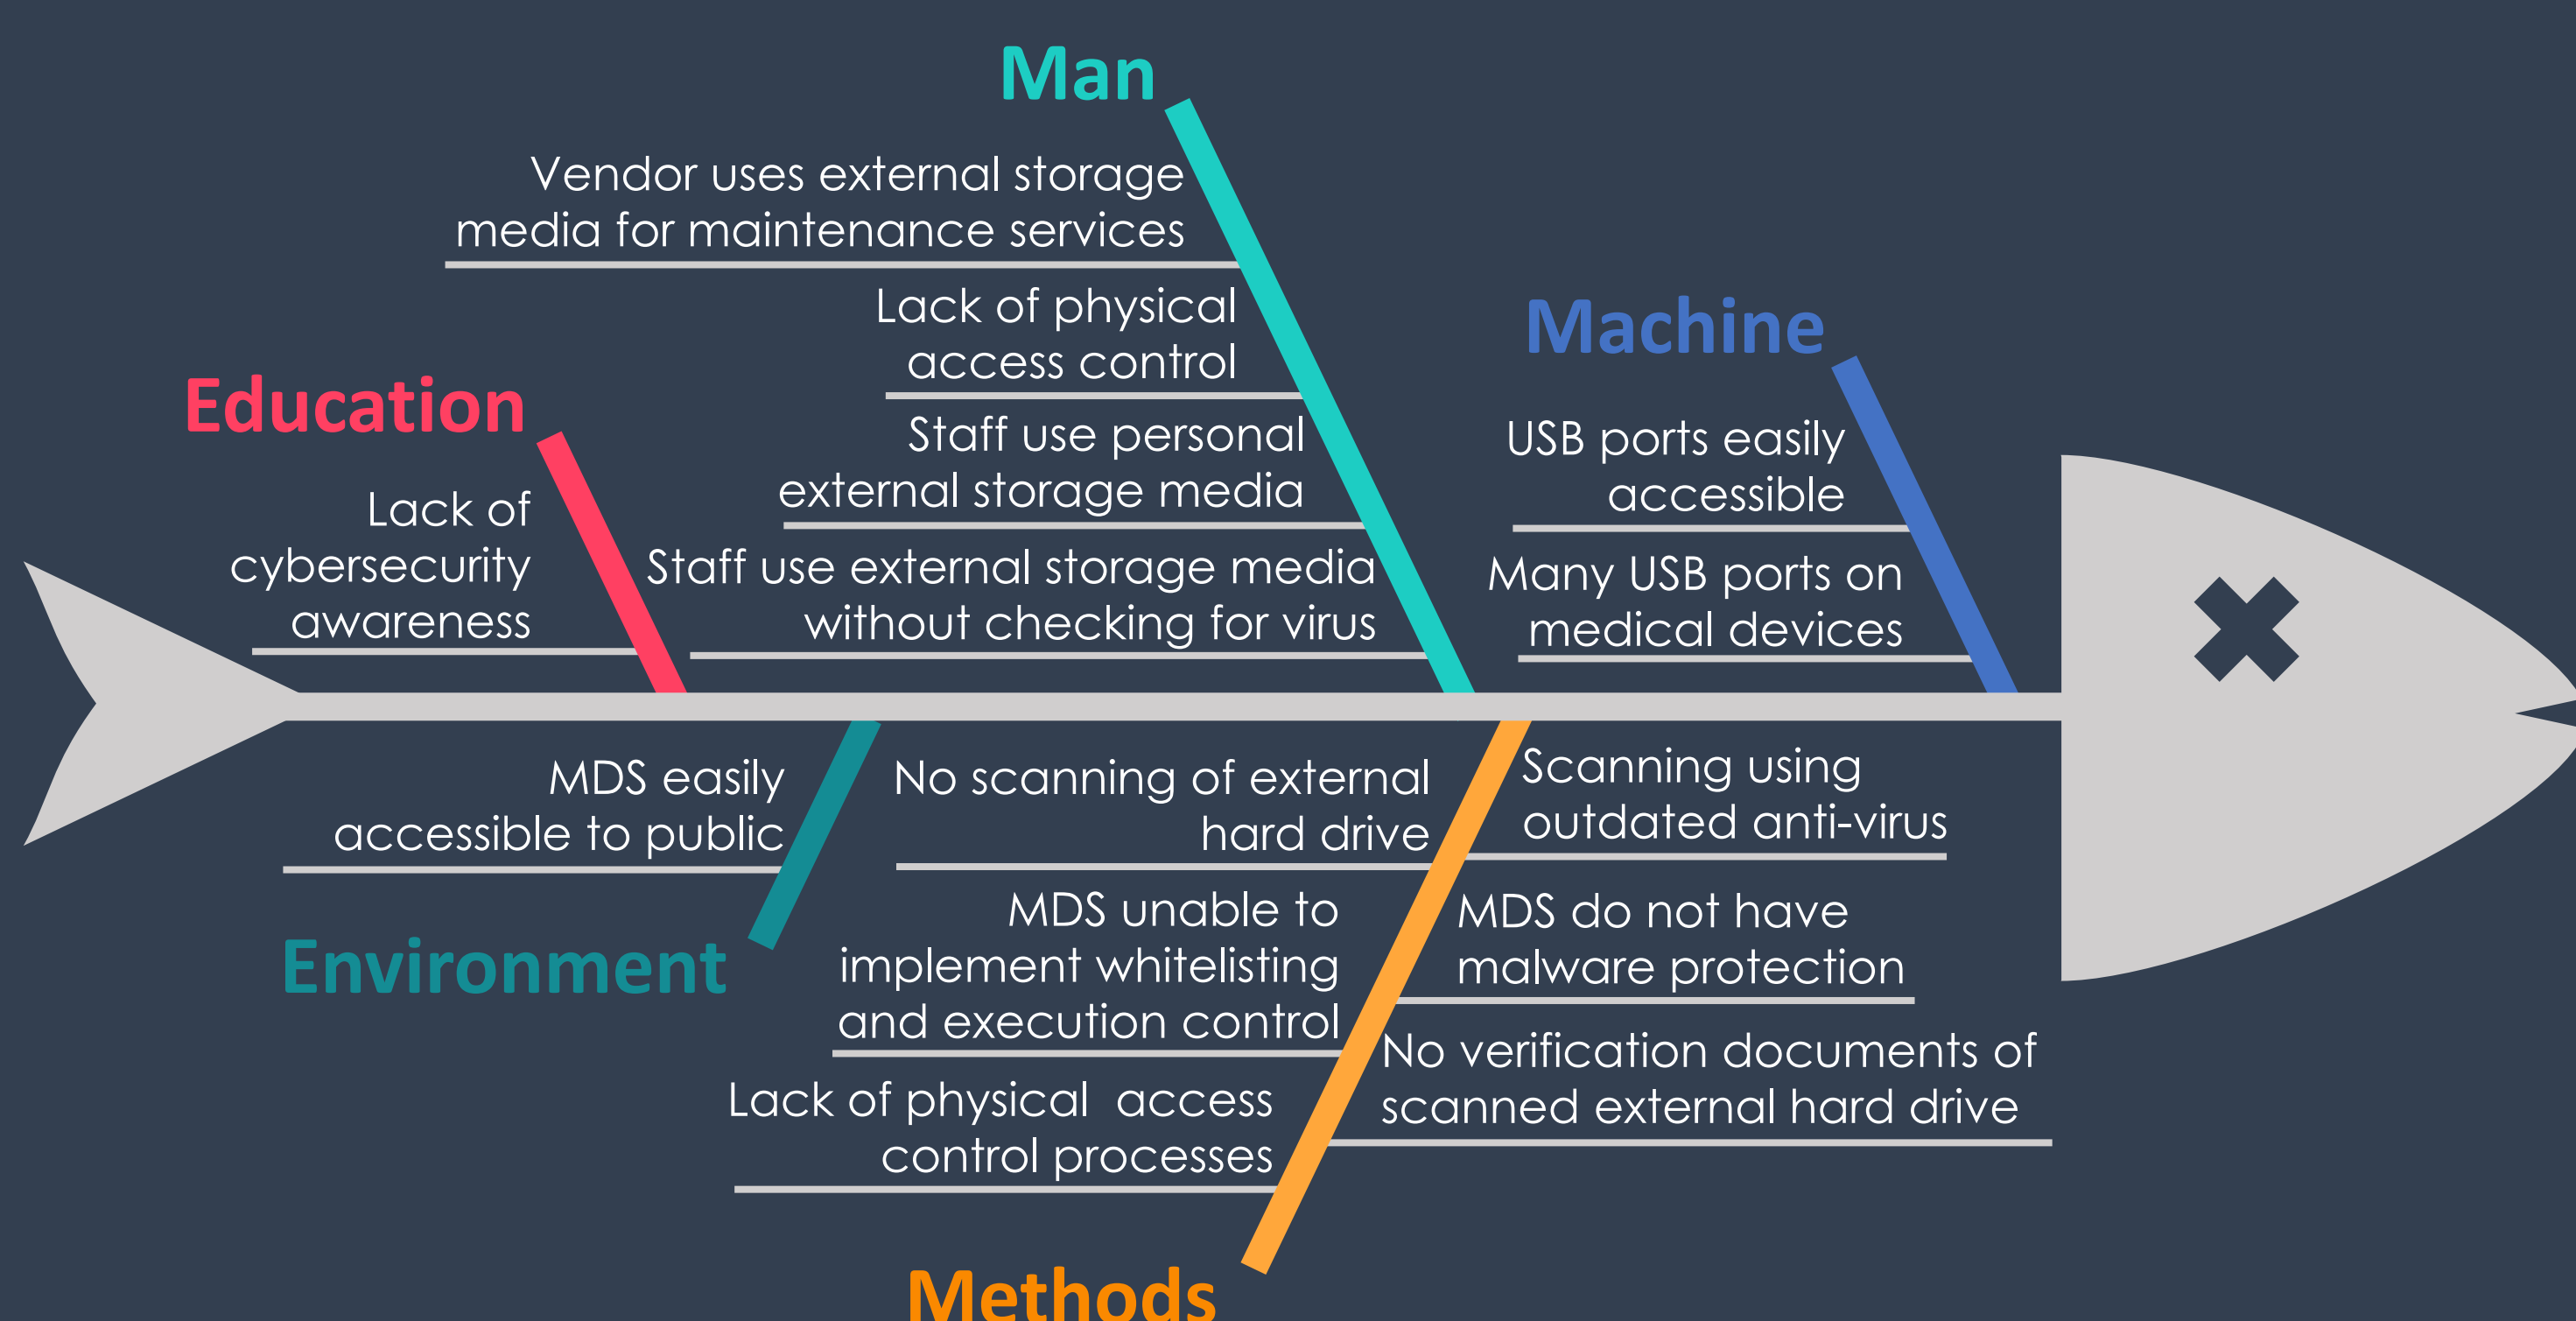 Man
Vendor uses external storage
media for maintenance services
Lack of physical
access control
Staff use personal
external storage media
Staff use external storage media
without checking for virus
Machine
USB ports easily
accessible
Many USB ports on
medical devices
Education
Lack of
cybersecurity
awareness
MDS easily
accessible to public
Environment
No scanning of external
hard drive
MDS unable to
implement whitelisting
and execution control
Lack of physical  access
control processes
Scanning using
outdated anti-virus
MDS do not have
malware protection
No verification documents of
scanned external hard drive
Methods